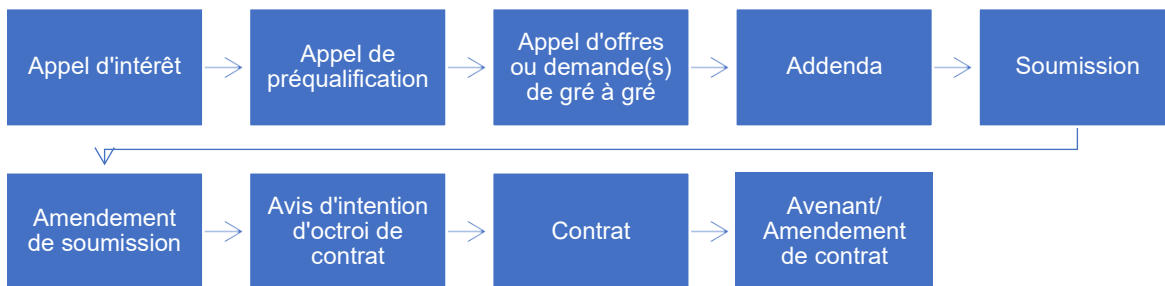 Appel d'intérêt
Appel de
préqualification
Appel d'offres
ou demande(s)
de gré à gré
Addenda
Soumission
Amendement
de soumission
Avis d'intention
d'octroi de
contrat
Contrat
Avenant/
Amendement
de contrat